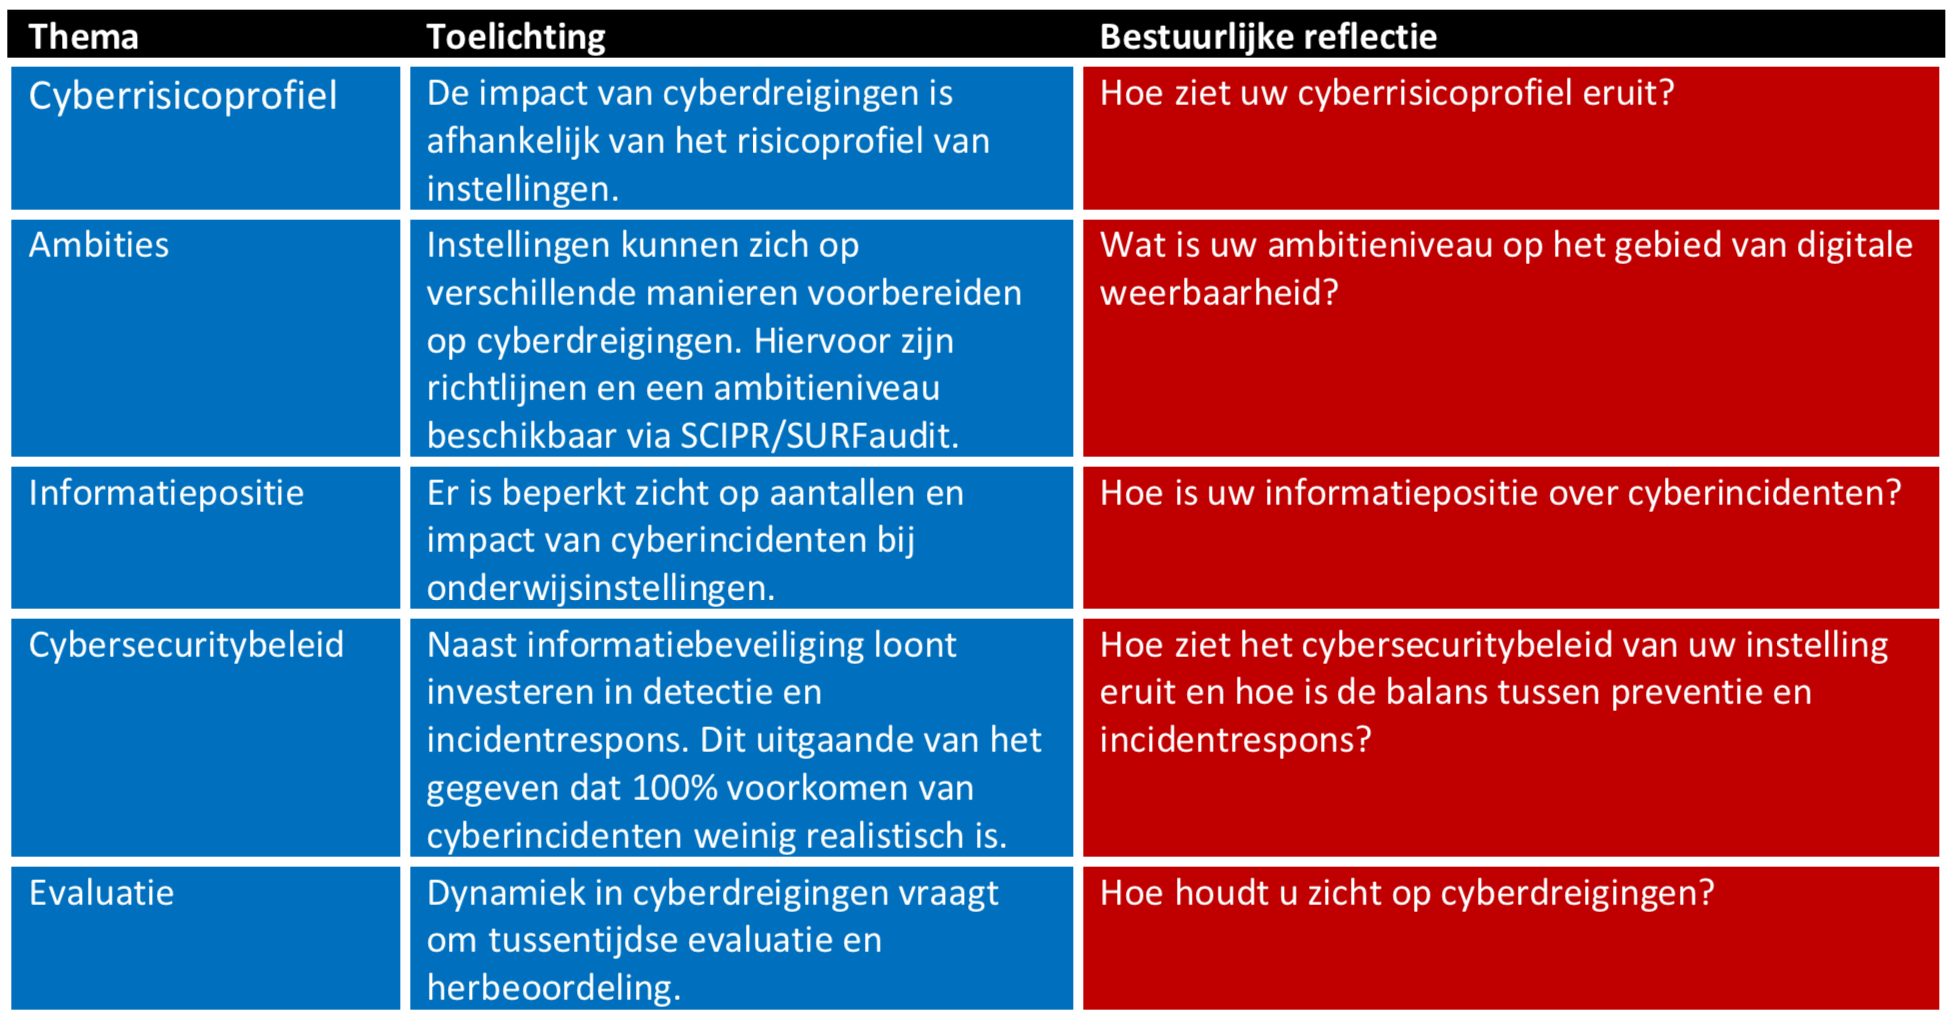 Thema
Toelichting
Bestuurlijke reflectie
Cyberrisicoprofiel
De impact van cyberdreigingen is
afhankelijk van het risicoprofiel van
instellingen.
Hoe ziet uw cyberrisicoprofiel eruit?
Ambities
Instellingen kunnen zich op
verschillende manieren voorbereiden
op cyberdreigingen. Hiervoor zijn
richtlijnen en een ambitieniveau
beschikbaar via SCIPR/SURFaudit.
Wat is uw ambitieniveau op het gebied van digitale
weerbaarheid?
Informatiepositie
Er is beperkt zicht op aantallen en
impact van cyberincidenten bij
onderwijsinstellingen.
Hoe is uw informatiepositie over cyberincidenten?
Cybersecuritybeleid
Naast informatiebeveiliging loont
investeren in detectie en
incidentrespons. Dit uitgaande van het
gegeven dat 100% voorkomen van
cyberincidenten weinig realistisch is.
Hoe ziet het cybersecuritybeleid van uw instelling
eruit en hoe is de balans tussen preventie en
incidentrespons?
Evaluatie
Dynamiek in cyberdreigingen vraagt
om tussentijdse evaluatie en
herbeoordeling.
Hoe houdt u zicht op cyberdreigingen?